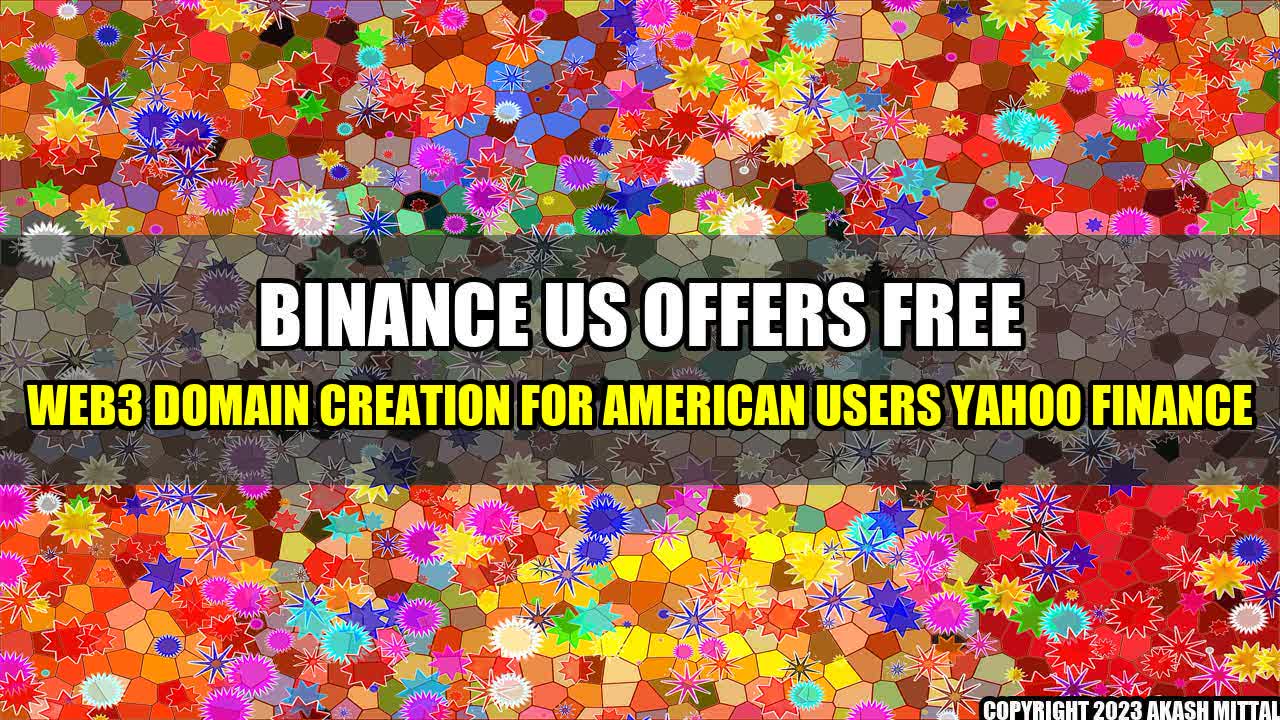 BINANCE US OFFERS FREE
WEB3 DOMAIN CREATION FOR AMERICAN USERS YAHOO FINANCE
COPYRIGHT 2023 AKASH MITTAL